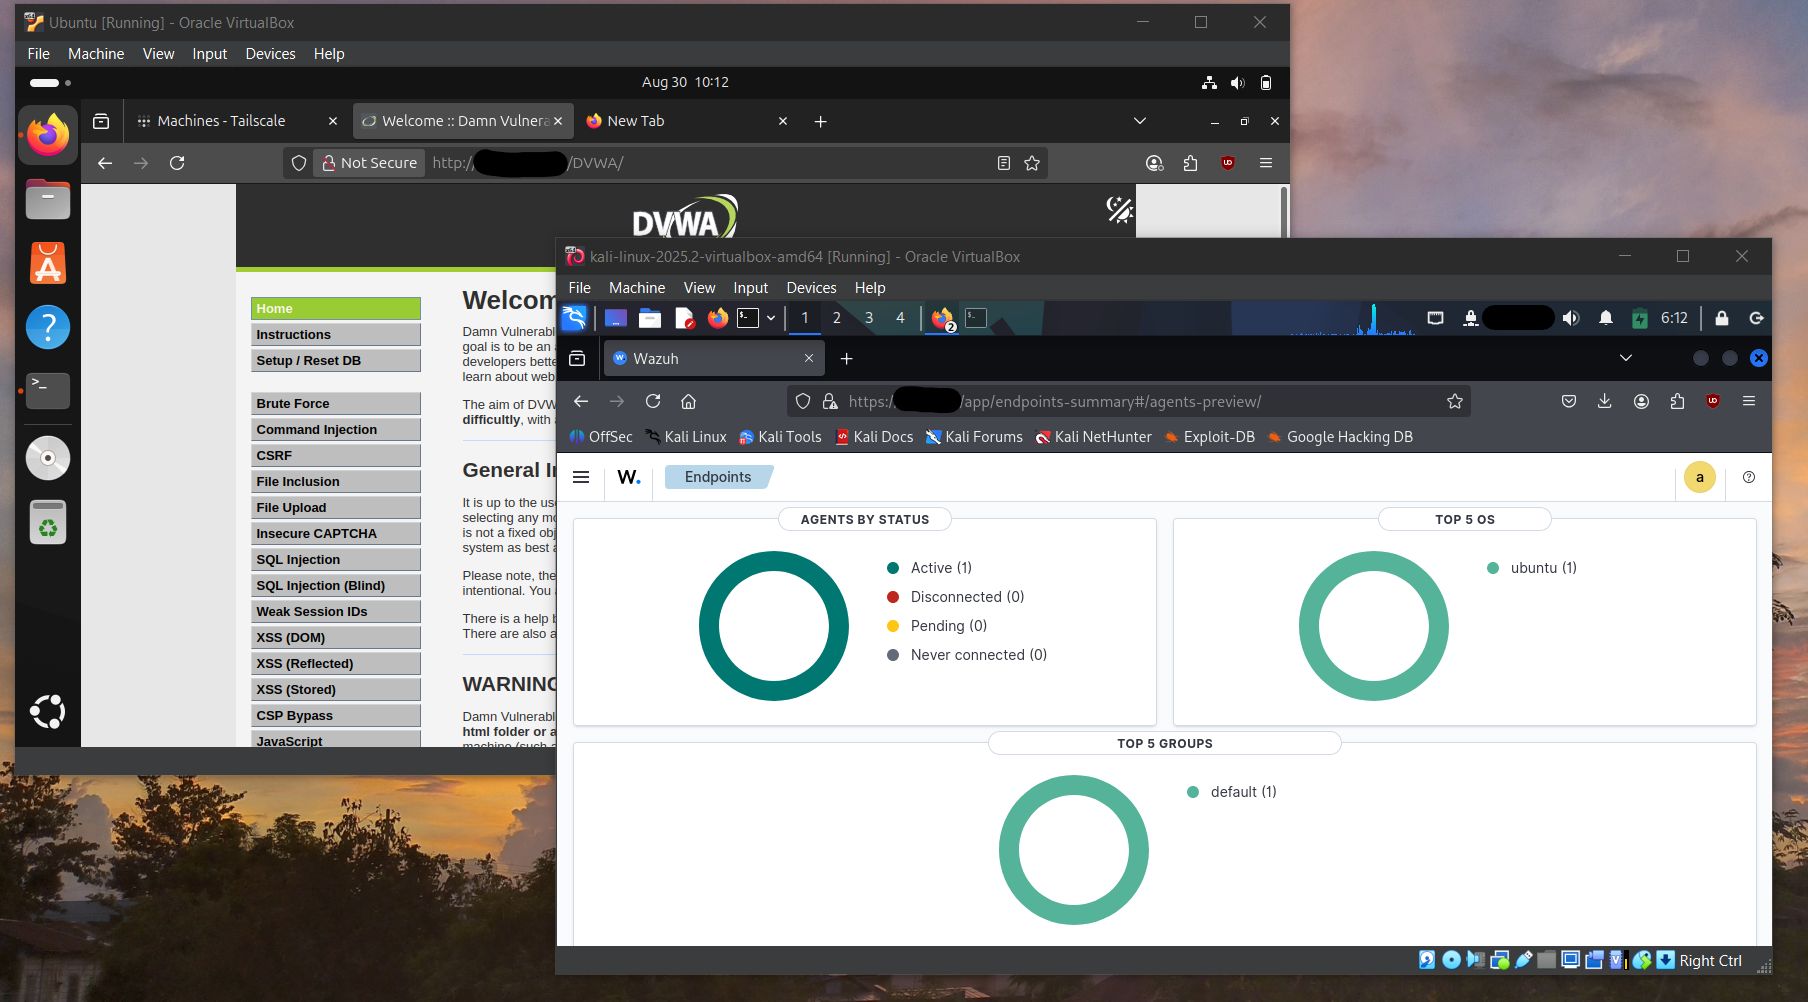 Ubuntu [Running] - Oracle VirtualBox
File Machine View Input Devices Help
Aug 30 10:12
Machines - Tailscale
Welcome :: Damn Vulnera
New Tab
Not Secure http:/ /DVWA/
DVWA
Home
Instructions
Setup / Reset DB
Brute Force
Command Injection
CSRF
File Inclusion
File Upload
Insecure CAPTCHA
SQL Injection
SQL Injection (Blind)
Weak Session IDs
XSS (DOM)
XSS (Reflected)
XSS (Stored)
CSP Bypass
JavaScript
Welcom
Damn Vulnerabl
goal is to be an
developers bette
learn about web
The aim of DVW
difficultly, with
General I
It is up to the us
selecting any mo
is not a fixed obj
system as best a
Please note, the
intentional. You
There is a help b
There are also a
WARNING
Damn Vulnerabl
html folder or a
machine (such a
kali-linux-2025.2-virtualbox-amd64 [Running] - Oracle VirtualBox
File Machine View Input Devices Help
1 2 3 4
2
6:12
Wazuh
https:/ /app/endpoints-summary#/agents-preview/
OffSec Kali Linux Kali Tools Kali Docs Kali Forums Kali NetHunter Exploit-DB Google Hacking DB
W. Endpoints
a
AGENTS BY STATUS
Active (1)
Disconnected (0)
Pending (0)
Never connected (0)
TOP 5 OS
ubuntu (1)
TOP 5 GROUPS
default (1)
Right Ctrl